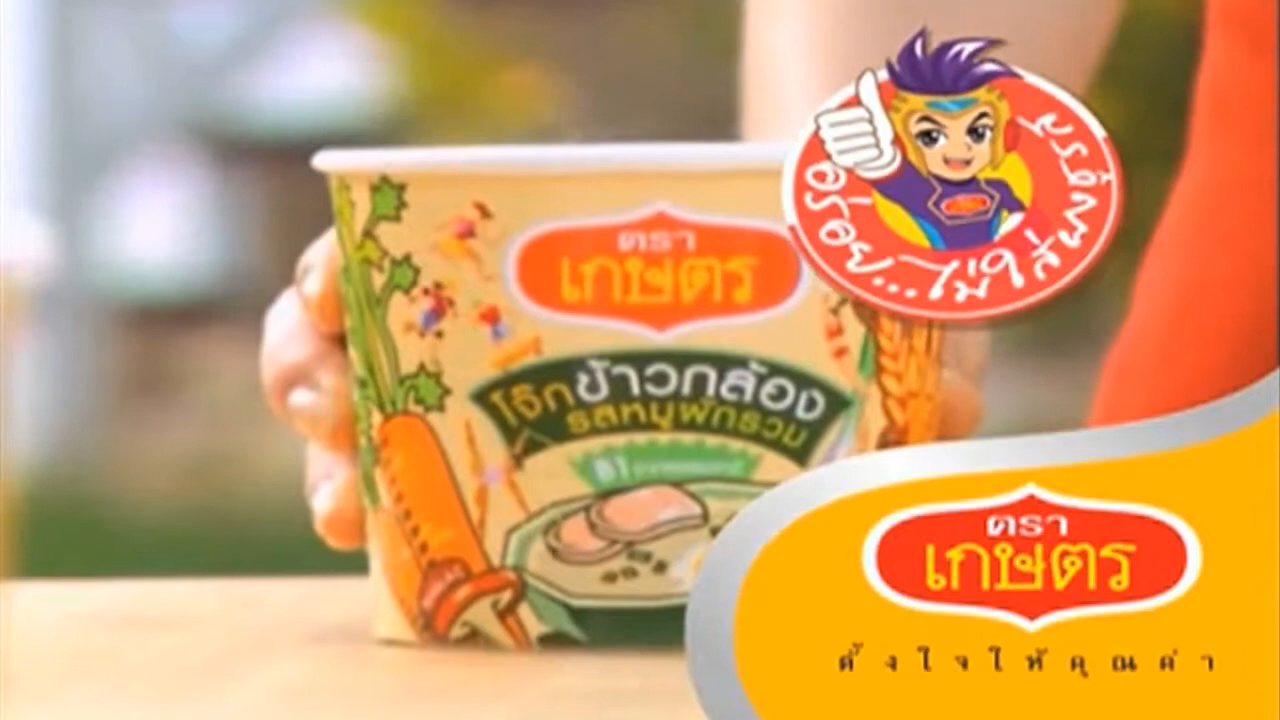 ตรา
เกษตร
โจ๊กข้าวกล้อง
รสหมูผักรวม
อร่อย...ไม่ใส่ผงชูรส
ตรา
เกษตร
ตั้งใจให้คุณค่า